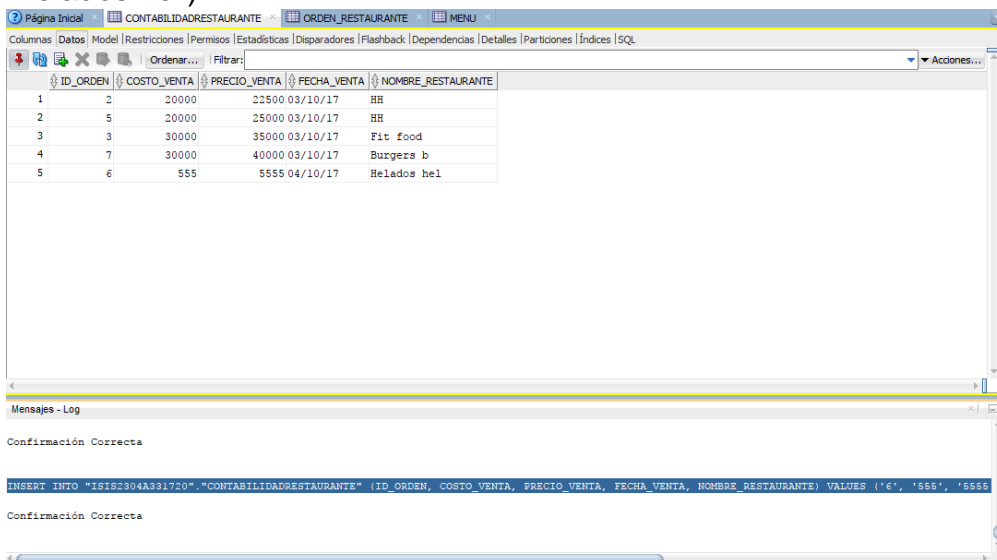 Página Inicial CONTABILIDADRESTAURANTE ORDEN_RESTAURANTE MENU
Columnas Datos Model Restricciones Permisos Estadísticas Disparadores Flashback Dependencias Detalles Particiones Índices SQL
Ordenar... Filtrar: Acciones...
ID_ORDEN COSTO_VENTA PRECIO_VENTA FECHA_VENTA NOMBRE_RESTAURANTE
1 2 20000 22500 03/10/17 HH
2 5 20000 25000 03/10/17 HH
3 3 30000 35000 03/10/17 Fit food
4 7 30000 40000 03/10/17 Burgers b
5 6 555 5555 04/10/17 Helados hel
Mensajes - Log
Confirmación Correcta
INSERT INTO "ISIS2304A331720"."CONTABILIDADRESTAURANTE" (ID_ORDEN, COSTO_VENTA, PRECIO_VENTA, FECHA_VENTA, NOMBRE_RESTAURANTE) VALUES ('6', '555', '5555
Confirmación Correcta